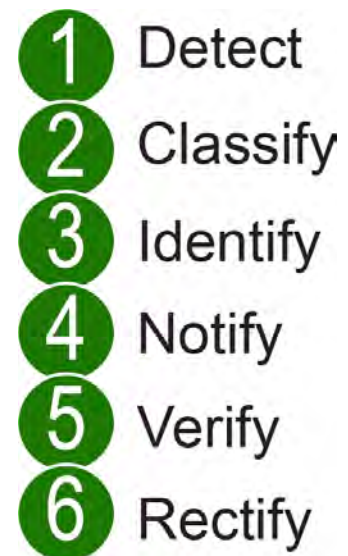 1 Detect
2 Classify
3 Identify
4 Notify
5 Verify
6 Rectify